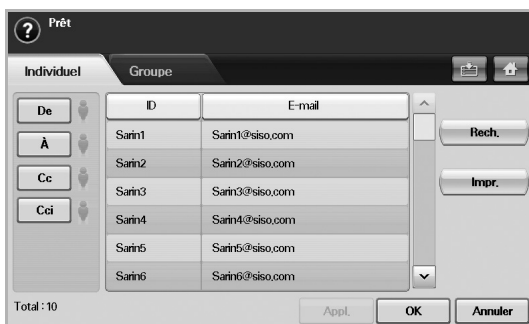 ? Prêt
Individuel Groupe
De
À
Cc
Cci
ID E-mail
Sarin1 Sarin1@siso,com
Sarin2 Sarin2@siso,com
Sarin3 Sarin3@siso,com
Sarin4 Sarin4@siso,com
Sarin5 Sarin5@siso,com
Sarin6 Sarin6@siso,com
Rech.
Impr.
Total : 10
Appl. OK Annuler